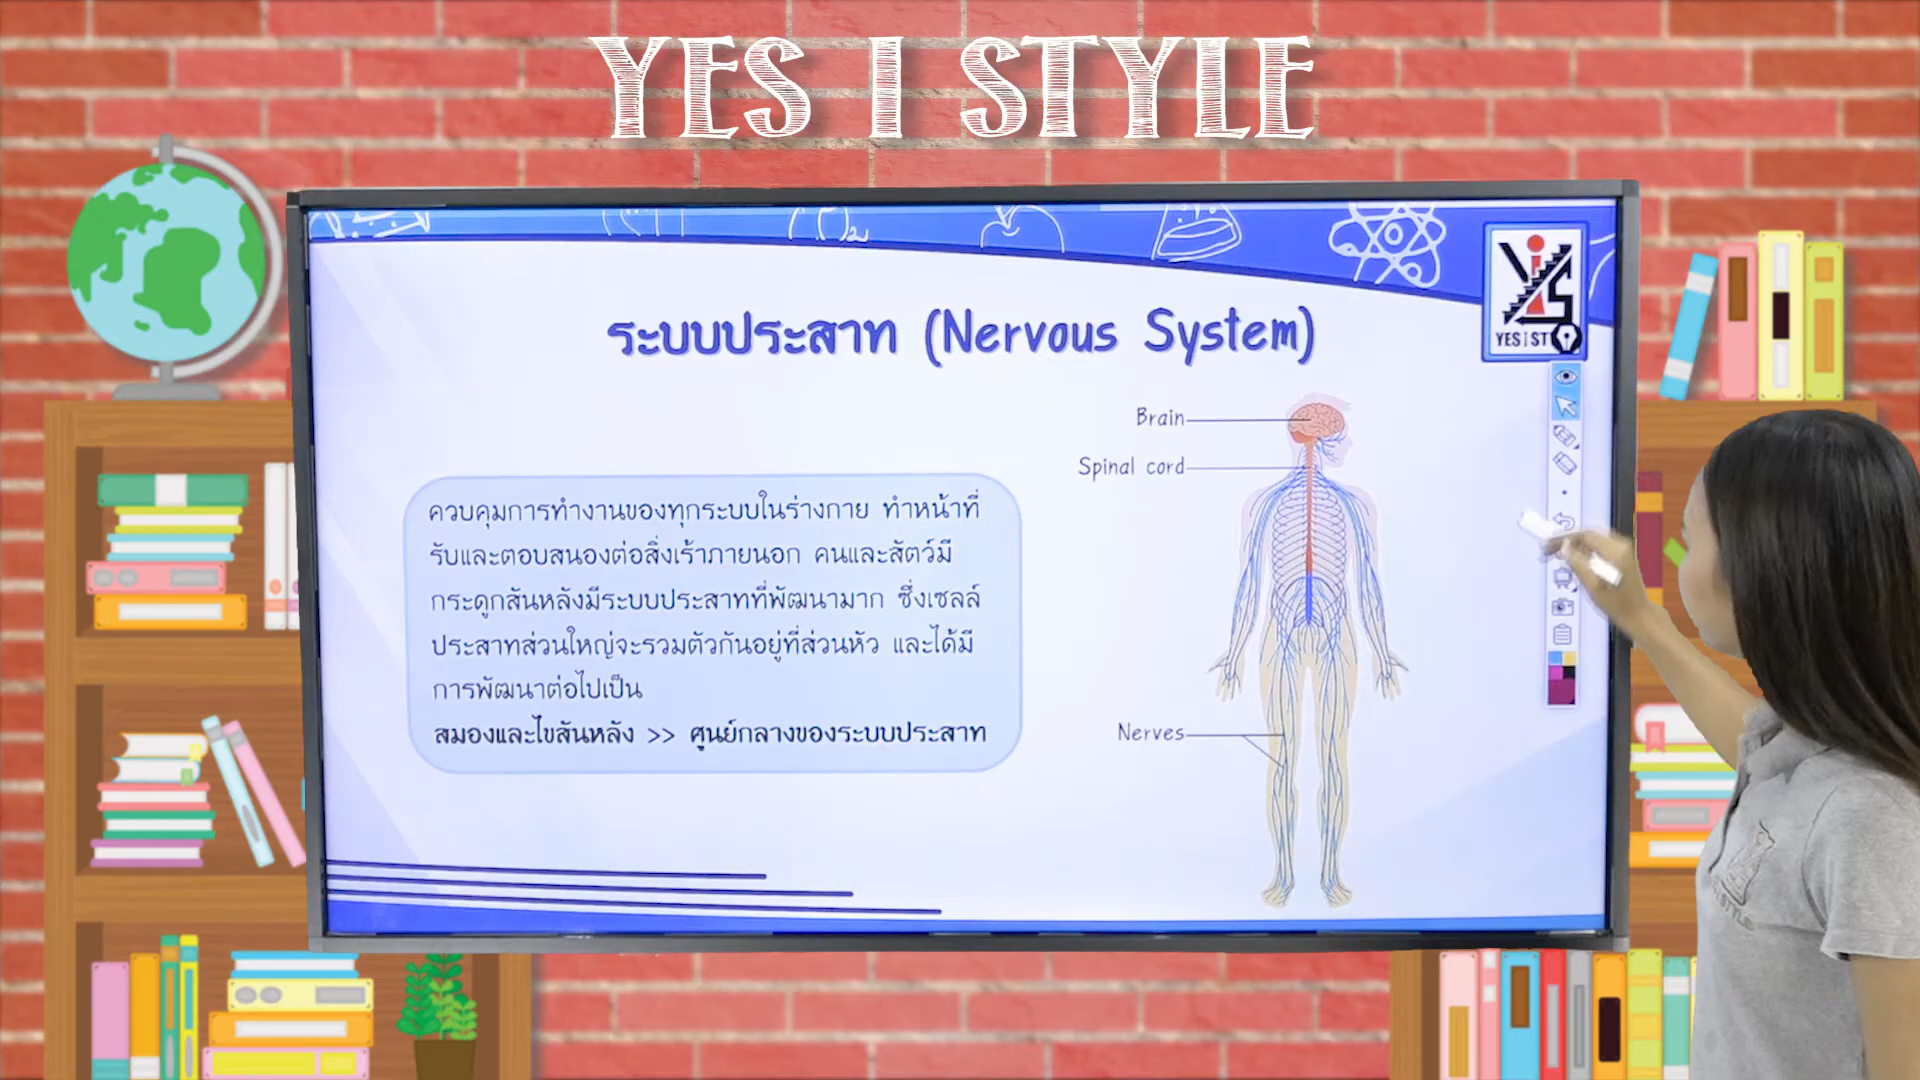 YES I STYLE
YES I ST
ระบบประสาท (Nervous System)
Brain
Spinal cord
ควบคุมการทำงานของทุกระบบในร่างกาย ทำหน้าที่
รับและตอบสนองต่อสิ่งเร้าภายนอก คนและสัตว์มี
กระดูกสันหลังมีระบบประสาทที่พัฒนามาก ซึ่งเซลล์
ประสาทส่วนใหญ่จะรวมตัวกันอยู่ที่ส่วนหัว และได้มี
การพัฒนาต่อไปเป็น
สมองและไขสันหลัง >> ศูนย์กลางของระบบประสาท
Nerves